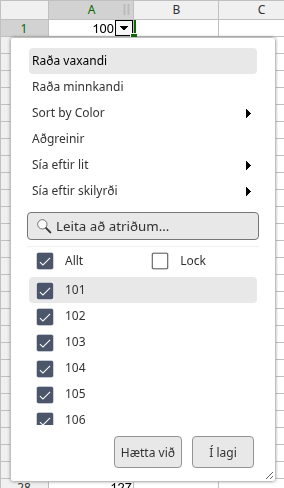 A B C
1 100
Raða vaxandi
Raða minnkandi
Sort by Color
Aðgreinir
Sía eftir lit
Sía eftir skilyrði
Leita að atriðum...
Allt Lock
101
102
103
104
105
106
Hætta við Í lagi
28 127